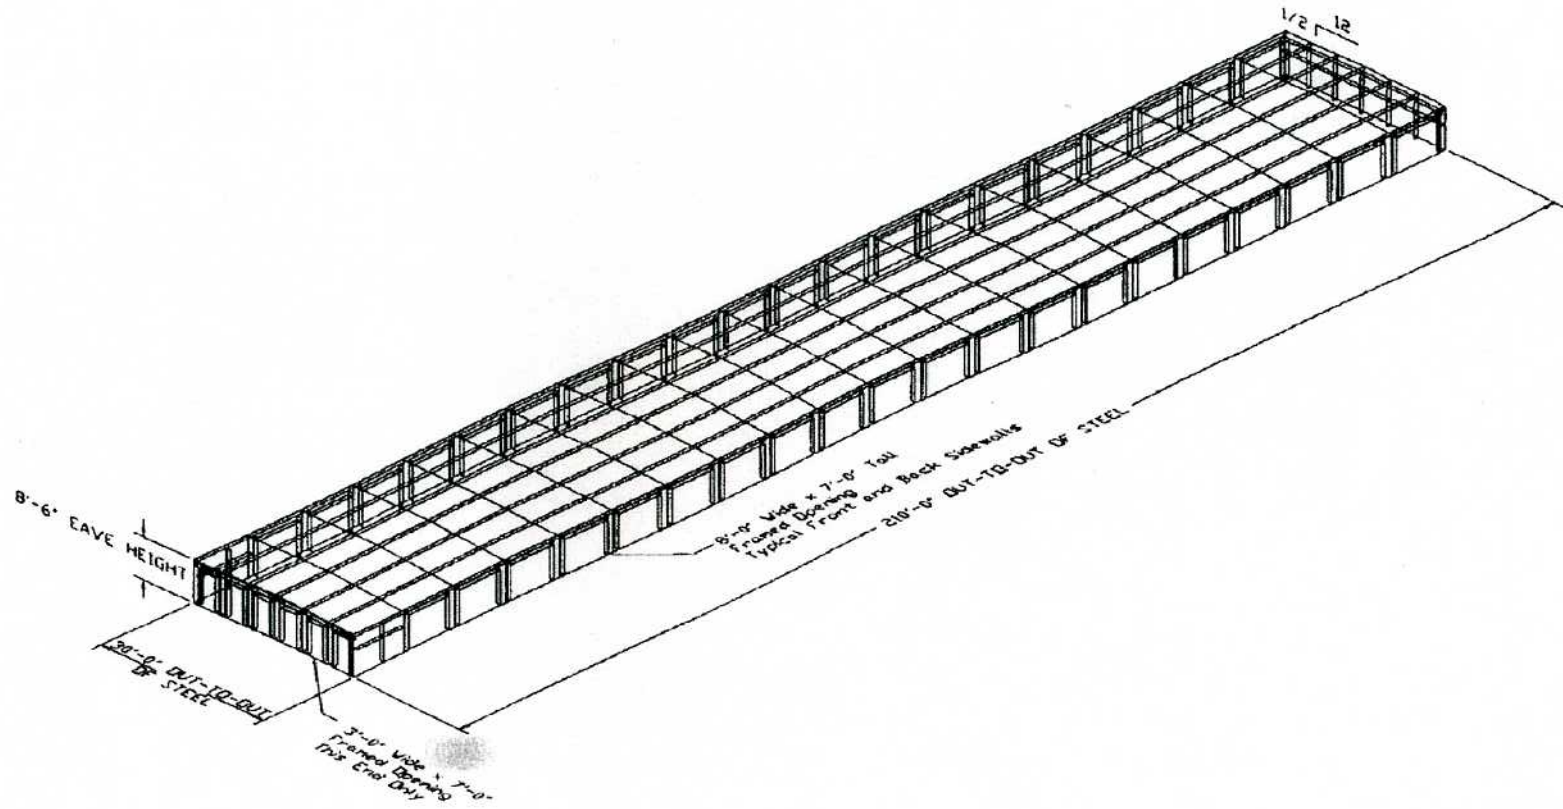 1/2 12
8'-6" EAVE HEIGHT
8'-0" Wide x 7'-0" Tall
Framed Opening
Typical Front and Back Sidewalls
210'-0" OUT-TO-OUT OF STEEL
30'-0" OUT-TO-OUT
OF STEEL
3'-0" Wide x 7'-0"
Framed Opening
This End Only